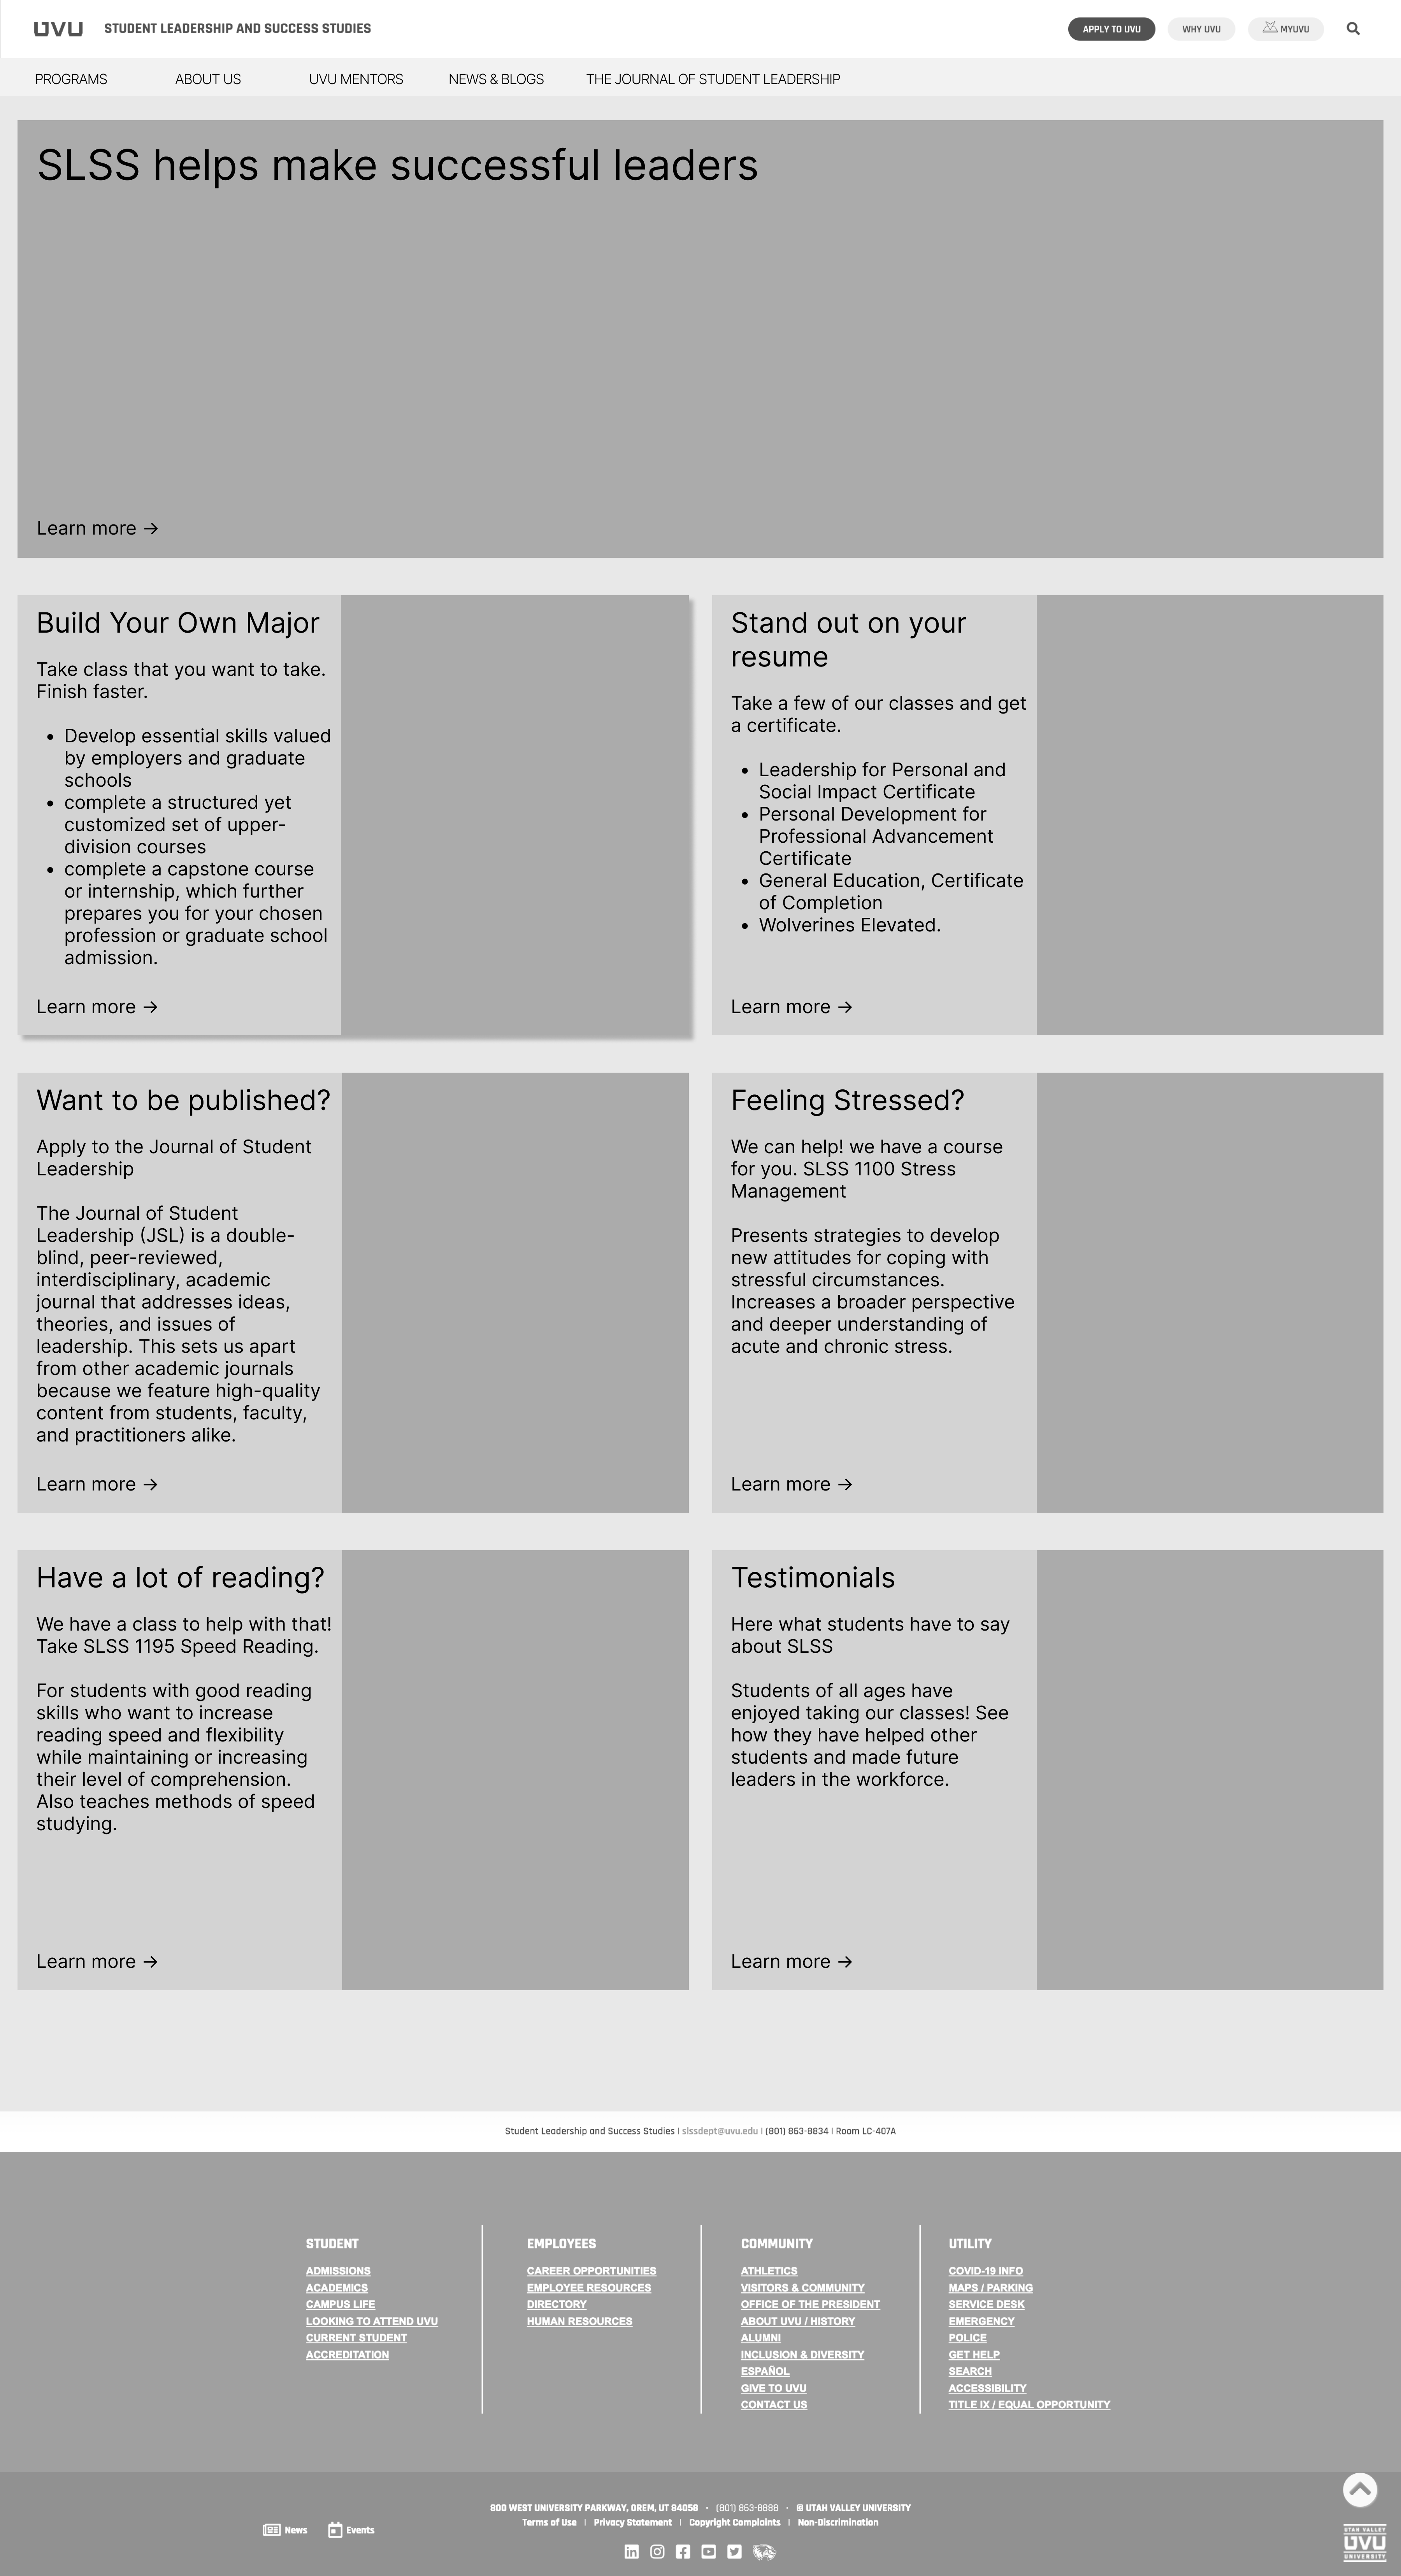 UVU STUDENT LEADERSHIP AND SUCCESS STUDIES APPLY TO UVU WHY UVU MYUVU
PROGRAMS ABOUT US UVU MENTORS NEWS & BLOGS THE JOURNAL OF STUDENT LEADERSHIP
SLSS helps make successful leaders
Learn more →
Build Your Own Major
Take class that you want to take.
Finish faster.
• Develop essential skills valued
by employers and graduate
schools
• complete a structured yet
customized set of upper-
division courses
• complete a capstone course
or internship, which further
prepares you for your chosen
profession or graduate school
admission.
Learn more →
Stand out on your
resume
Take a few of our classes and get
a certificate.
• Leadership for Personal and
Social Impact Certificate
• Personal Development for
Professional Advancement
Certificate
• General Education, Certificate
of Completion
• Wolverines Elevated.
Learn more →
Want to be published?
Apply to the Journal of Student
Leadership
The Journal of Student
Leadership (JSL) is a double-
blind, peer-reviewed,
interdisciplinary, academic
journal that addresses ideas,
theories, and issues of
leadership. This sets us apart
from other academic journals
because we feature high-quality
content from students, faculty,
and practitioners alike.
Learn more →
Feeling Stressed?
We can help! we have a course
for you. SLSS 1100 Stress
Management
Presents strategies to develop
new attitudes for coping with
stressful circumstances.
Increases a broader perspective
and deeper understanding of
acute and chronic stress.
Learn more →
Have a lot of reading?
We have a class to help with that!
Take SLSS 1195 Speed Reading.
For students with good reading
skills who want to increase
reading speed and flexibility
while maintaining or increasing
their level of comprehension.
Also teaches methods of speed
studying.
Learn more →
Testimonials
Here what students have to say
about SLSS
Students of all ages have
enjoyed taking our classes! See
how they have helped other
students and made future
leaders in the workforce.
Learn more →
Student Leadership and Success Studies | slssdept@uvu.edu | (801) 863-8834 | Room LC-407A
STUDENT
ADMISSIONS
ACADEMICS
CAMPUS LIFE
LOOKING TO ATTEND UVU
CURRENT STUDENT
ACCREDITATION
EMPLOYEES
CAREER OPPORTUNITIES
EMPLOYEE RESOURCES
DIRECTORY
HUMAN RESOURCES
COMMUNITY
ATHLETICS
VISITORS & COMMUNITY
OFFICE OF THE PRESIDENT
ABOUT UVU / HISTORY
ALUMNI
INCLUSION & DIVERSITY
ESPAÑOL
GIVE TO UVU
CONTACT US
UTILITY
COVID-19 INFO
MAPS / PARKING
SERVICE DESK
EMERGENCY
POLICE
GET HELP
SEARCH
ACCESSIBILITY
TITLE IX / EQUAL OPPORTUNITY
News Events
800 WEST UNIVERSITY PARKWAY, OREM, UT 84058 · (801) 863-8888 · © UTAH VALLEY UNIVERSITY
Terms of Use | Privacy Statement | Copyright Complaints | Non-Discrimination
UTAH VALLEY
UVU
UNIVERSITY